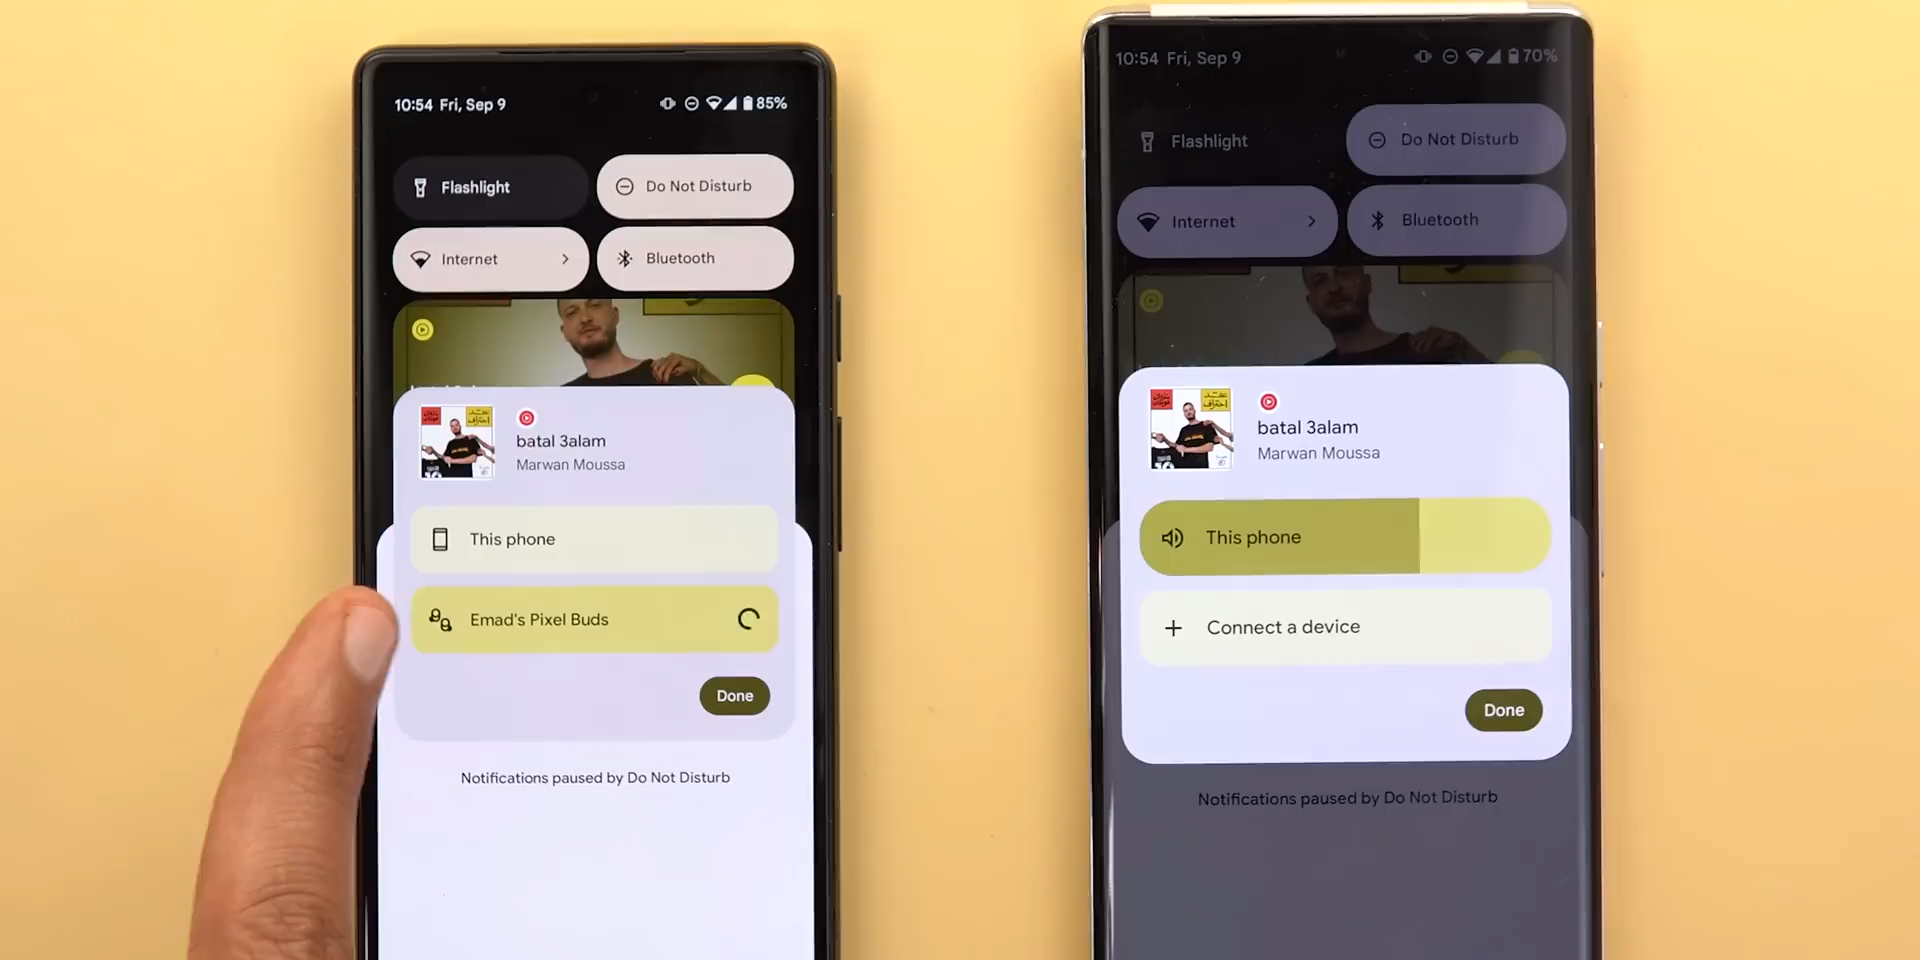 10:54 Fri, Sep 9
85%
Flashlight
Do Not Disturb
Internet
Bluetooth
batal 3alam
Marwan Moussa
This phone
Emad's Pixel Buds
Done
Notifications paused by Do Not Disturb
10:54 Fri, Sep 9
70%
Flashlight
Do Not Disturb
Internet
Bluetooth
batal 3alam
Marwan Moussa
This phone
Connect a device
Done
Notifications paused by Do Not Disturb